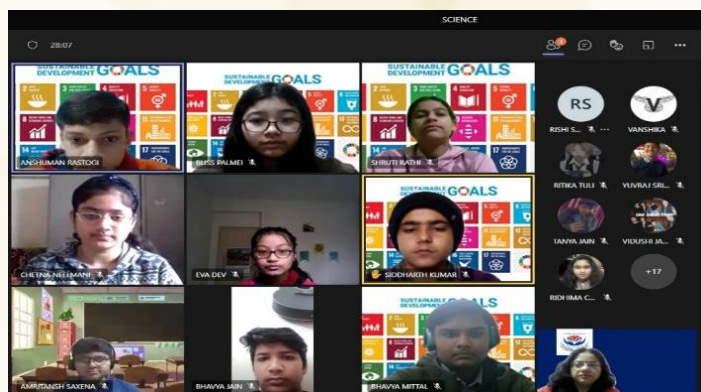 SCIENCE
28:07
SUSTAINABLE
DEVELOPMENT GOALS
ANSHUMAN RASTOGI
SUSTAINABLE
GOALS
BLISS PALMEI
SUSTAINABLE
DEVELOPMENT GOALS
SHRUTI RATHI
RS
RISHI S...
V
VANSHIKA
RITIKA TULI
YUVRAJ SRI...
CHETNA NEELMANI
EVA DEV
SUSTAINABLE
GOALS
SIDDHARTH KUMAR
TANYA JAIN
VIDUSHI JA...
RIDHIMA C...
+17
AMRITANSH SAXENA
BHAVYA JAIN
SUSTAINABLE
DEVELOPMENT GOALS
BHAVYA MITTAL